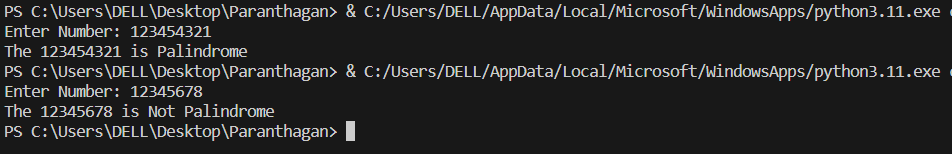 PS C:\Users\DELL\Desktop\Paranthagan> & C:/Users/DELL/AppData/Local/Microsoft/WindowsApps/python3.11.exe
Enter Number: 123454321
The 123454321 is Palindrome
PS C:\Users\DELL\Desktop\Paranthagan> & C:/Users/DELL/AppData/Local/Microsoft/WindowsApps/python3.11.exe
Enter Number: 12345678
The 12345678 is Not Palindrome
PS C:\Users\DELL\Desktop\Paranthagan>